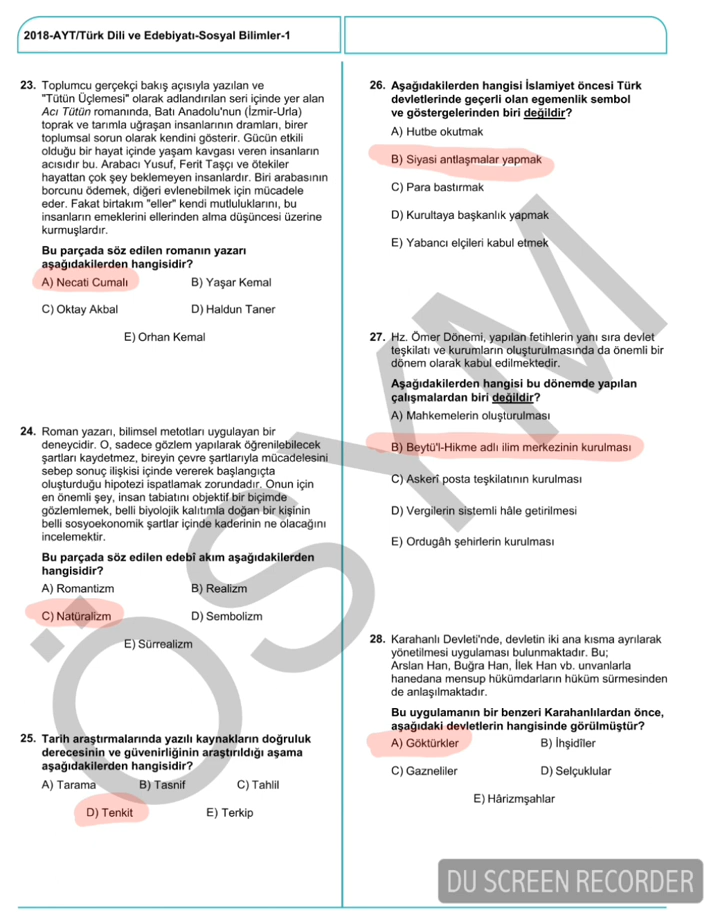 2018-AYT/Türk Dili ve Edebiyatı-Sosyal Bilimler-1
23. Toplumcu gerçekçi bakış açısıyla yazılan ve
"Tütün Üçlemesi" olarak adlandırılan seri içinde yer alan
Acı Tütün romanında, Batı Anadolu'nun (İzmir-Urla)
toprak ve tarımla uğraşan insanlarının dramları, birer
toplumsal sorun olarak kendini gösterir. Gücün etkili
olduğu bir hayat içinde yaşam kavgası veren insanların
acısıdır bu. Arabacı Yusuf, Ferit Taşçı ve ötekiler
hayattan çok şey beklemeyen insanlardır. Biri arabasının
borcunu ödemek, diğeri evlenebilmek için mücadele
eder. Fakat birtakım "eller" kendi mutluluklarını, bu
insanların emeklerini ellerinden alma düşüncesi üzerine
kurmuşlardır.
Bu parçada söz edilen romanın yazarı
aşağıdakilerden hangisidir?
A) Necati Cumalı B) Yaşar Kemal
C) Oktay Akbal D) Haldun Taner
E) Orhan Kemal
24. Roman yazarı, bilimsel metotları uygulayan bir
deneycidir. O, sadece gözlem yapılarak öğrenilebilecek
şartları kaydetmez, bireyin çevre şartlarıyla mücadelesini
sebep sonuç ilişkisi içinde vererek başlangıçta
oluşturduğu hipotezi ispatlamak zorundadır. Onun için
en önemli şey, insan tabiatını objektif bir biçimde
gözlemlemek, belli biyolojik kalıtımla doğan bir kişinin
belli sosyoekonomik şartlar içinde kaderinin ne olacağını
incelemektir.
Bu parçada söz edilen edebî akım aşağıdakilerden
hangisidir?
A) Romantizm B) Realizm
C) Natüralizm D) Sembolizm
E) Sürrealizm
25. Tarih araştırmalarında yazılı kaynakların doğruluk
derecesinin ve güvenirliğinin araştırıldığı aşama
aşağıdakilerden hangisidir?
A) Tarama B) Tasnif C) Tahlil
D) Tenkit E) Terkip
26. Aşağıdakilerden hangisi İslamiyet öncesi Türk
devletlerinde geçerli olan egemenlik sembol
ve göstergelerinden biri değildir?
A) Hutbe okutmak
B) Siyasi antlaşmalar yapmak
C) Para bastırmak
D) Kurultaya başkanlık yapmak
E) Yabancı elçileri kabul etmek
27. Hz. Ömer Dönemi, yapılan fetihlerin yanı sıra devlet
teşkilatı ve kurumların oluşturulmasında da önemli bir
dönem olarak kabul edilmektedir.
Aşağıdakilerden hangisi bu dönemde yapılan
çalışmalardan biri değildir?
A) Mahkemelerin oluşturulması
B) Beytü'l-Hikme adlı ilim merkezinin kurulması
C) Askerî posta teşkilatının kurulması
D) Vergilerin sistemli hâle getirilmesi
E) Ordugâh şehirlerin kurulması
28. Karahanlı Devleti'nde, devletin iki ana kısma ayrılarak
yönetilmesi uygulaması bulunmaktadır. Bu;
Arslan Han, Buğra Han, İlek Han vb. unvanlarla
hanedana mensup hükümdarların hüküm sürmesinden
de anlaşılmaktadır.
Bu uygulamanın bir benzeri Karahanlılardan önce,
aşağıdaki devletlerin hangisinde görülmüştür?
A) Göktürkler B) İhşidîler
C) Gazneliler D) Selçuklular
E) Hârizmşahlar
ÖSYM
DU SCREEN RECORDER